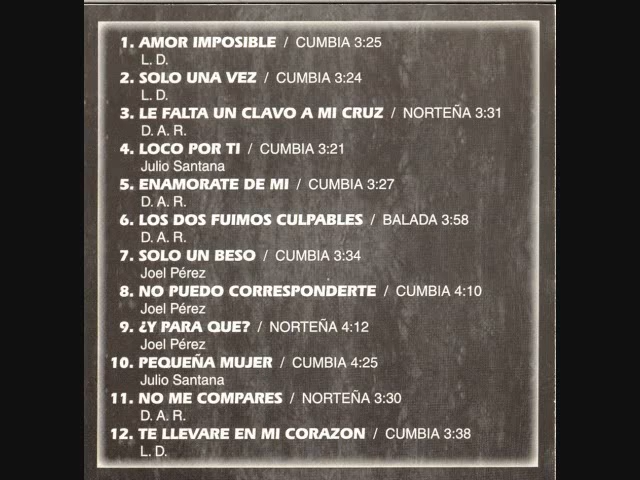 1. AMOR IMPOSIBLE / CUMBIA 3:25
L. D.
2. SOLO UNA VEZ / CUMBIA 3:24
L. D.
3. LE FALTA UN CLAVO A MI CRUZ / NORTEÑA 3:31
D. A. R.
4. LOCO POR TI / CUMBIA 3:21
Julio Santana
5. ENAMORATE DE MI / CUMBIA 3:27
D. A. R.
6. LOS DOS FUIMOS CULPABLES / BALADA 3:58
D. A. R.
7. SOLO UN BESO / CUMBIA 3:34
Joel Pérez
8. NO PUEDO CORRESPONDERTE / CUMBIA 4:10
Joel Pérez
9. ¿Y PARA QUE? / NORTEÑA 4:12
Joel Pérez
10. PEQUEÑA MUJER / CUMBIA 4:25
Julio Santana
11. NO ME COMPARES / NORTEÑA 3:30
D. A. R.
12. TE LLEVARE EN MI CORAZON / CUMBIA 3:38
L. D.